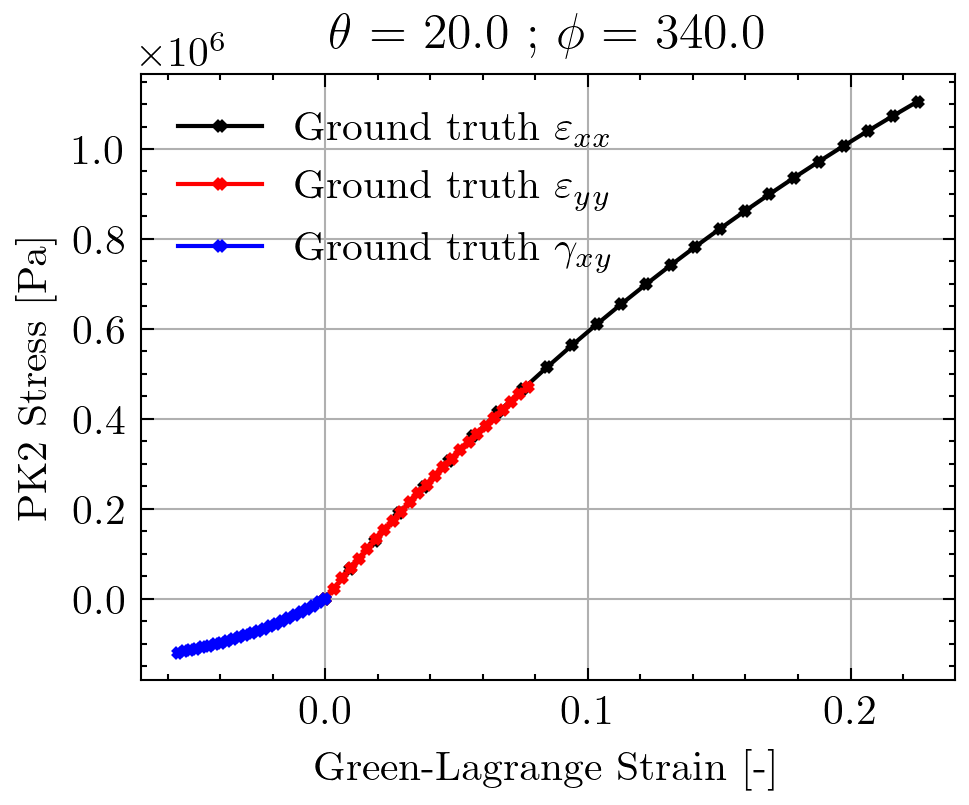 θ = 20.0 ; ϕ = 340.0
×10⁶
Ground truth εₓₓ
Ground truth ε_yy
Ground truth γ_xy
1.0
0.8
0.6
0.4
0.2
0.0
PK2 Stress [Pa]
0.0 0.1 0.2
Green-Lagrange Strain [-]